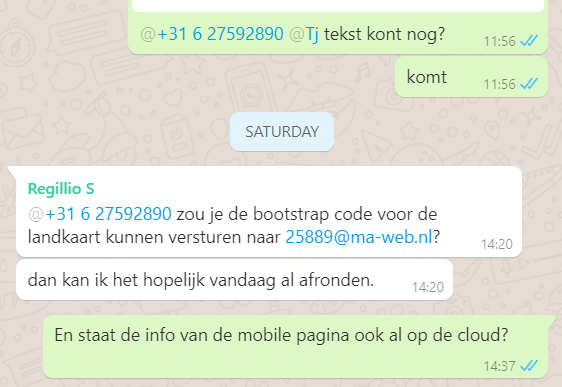 @+31 6 27592890 @Tj tekst kont nog?
11:56
komt
11:56
SATURDAY
Regillio S
@+31 6 27592890 zou je de bootstrap code voor de
landkaart kunnen versturen naar 25889@ma-web.nl?
14:20
dan kan ik het hopelijk vandaag al afronden.
14:20
En staat de info van de mobile pagina ook al op de cloud?
14:37